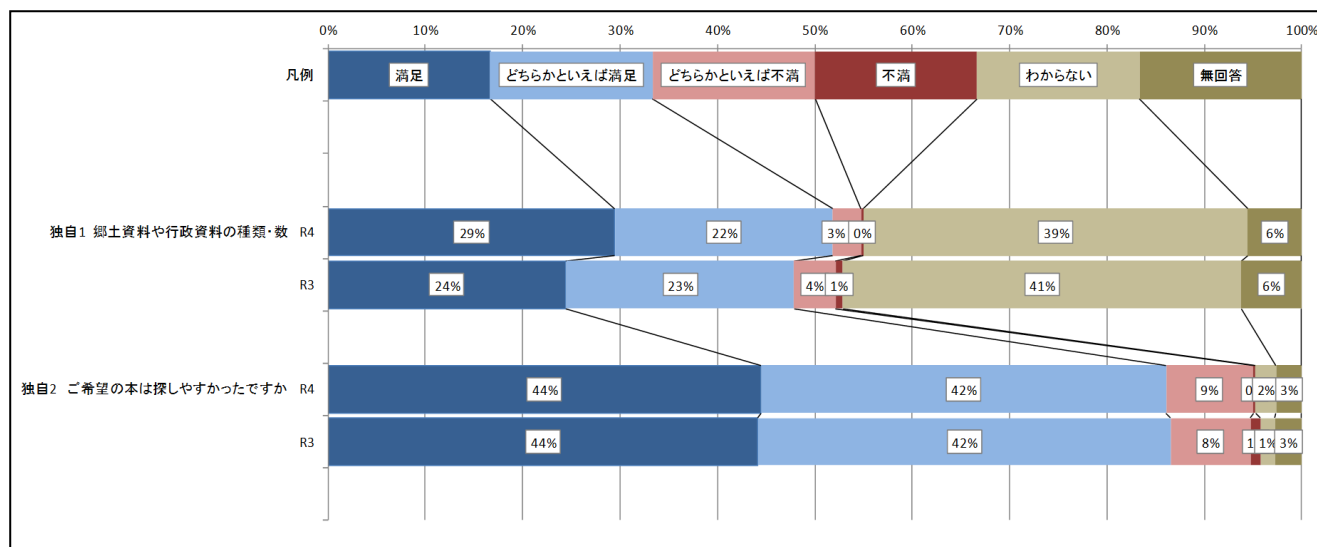 0% 10% 20% 30% 40% 50% 60% 70% 80% 90% 100%
凡例 満足 どちらかといえば満足 どちらかといえば不満 不満 わからない 無回答
独自1 郷土資料や行政資料の種類・数 R4 29% 22% 3% 0% 39% 6%
R3 24% 23% 4% 1% 41% 6%
独自2 ご希望の本は探しやすかったですか R4 44% 42% 9% 0 2% 3%
R3 44% 42% 8% 1 1% 3%